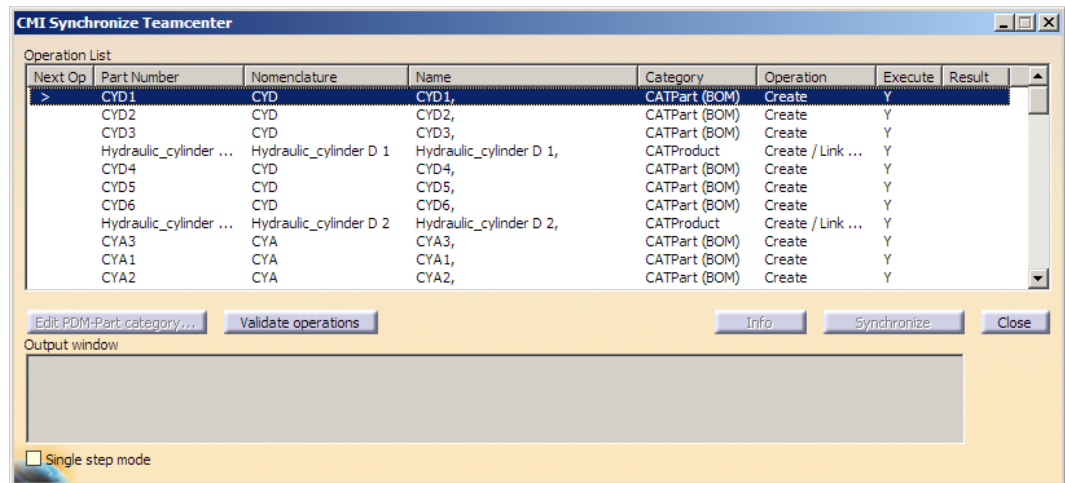 CMI Synchronize Teamcenter
Operation List
Next Op Part Number Nomenclature Name Category Operation Execute Result
> CYD1 CYD CYD1, CATPart (BOM) Create Y
CYD2 CYD CYD2, CATPart (BOM) Create Y
CYD3 CYD CYD3, CATPart (BOM) Create Y
Hydraulic_cylinder ... Hydraulic_cylinder D 1 Hydraulic_cylinder D 1, CATProduct Create / Link ... Y
CYD4 CYD CYD4, CATPart (BOM) Create Y
CYD5 CYD CYD5, CATPart (BOM) Create Y
CYD6 CYD CYD6, CATPart (BOM) Create Y
Hydraulic_cylinder ... Hydraulic_cylinder D 2 Hydraulic_cylinder D 2, CATProduct Create / Link ... Y
CYA3 CYA CYA3, CATPart (BOM) Create Y
CYA1 CYA CYA1, CATPart (BOM) Create Y
CYA2 CYA CYA2, CATPart (BOM) Create Y
Edit PDM-Part category... Validate operations Info Synchronize Close
Output window
Single step mode